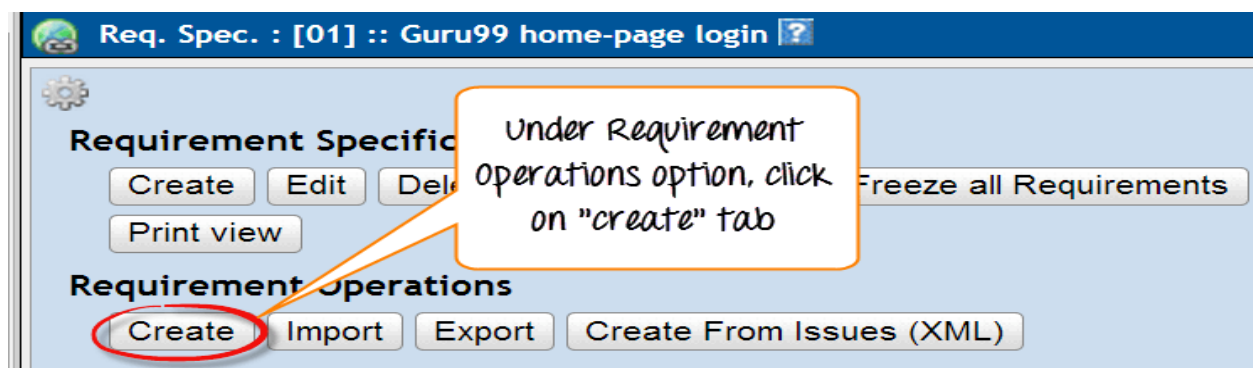 Req. Spec. : [01] :: Guru99 home-page login ?
Requirement Specific
Create Edit Dele Freeze all Requirements
Print view
Under Requirement
Operations option, click
on "create" tab
Requirement Operations
Create Import Export Create From Issues (XML)